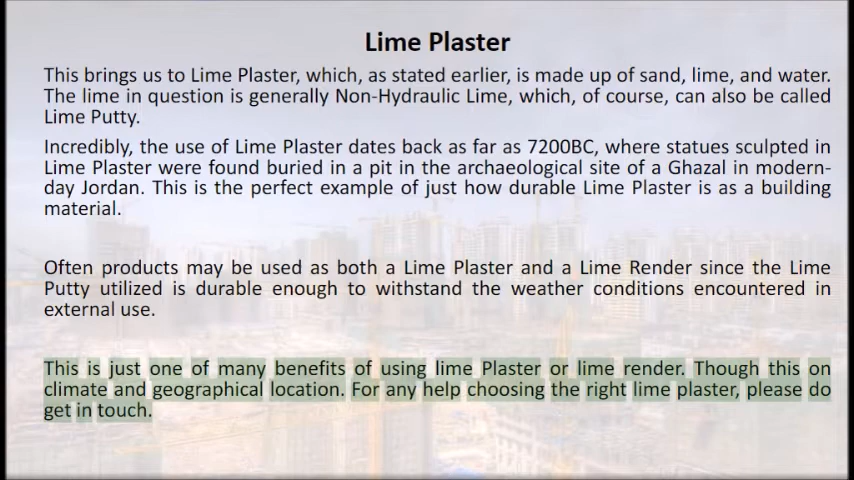 Lime Plaster
This brings us to Lime Plaster, which, as stated earlier, is made up of sand, lime, and water.
The lime in question is generally Non-Hydraulic Lime, which, of course, can also be called
Lime Putty.
Incredibly, the use of Lime Plaster dates back as far as 7200BC, where statues sculpted in
Lime Plaster were found buried in a pit in the archaeological site of a Ghazal in modern-
day Jordan. This is the perfect example of just how durable Lime Plaster is as a building
material.
Often products may be used as both a Lime Plaster and a Lime Render since the Lime
Putty utilized is durable enough to withstand the weather conditions encountered in
external use.
This is just one of many benefits of using lime Plaster or lime render. Though this on
climate and geographical location. For any help choosing the right lime plaster, please do
get in touch.